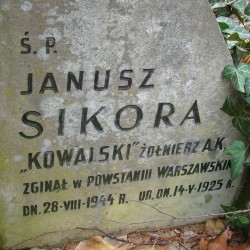 Ś. P.
JANUSZ
SIKORA
„KOWALSKI" ŻOŁNIERZ A.K.
ZGINĄŁ W POWSTANIU WARSZAWSKIM
DN. 28-VIII-1944 R. UR. DN. 14-V-1925 R.